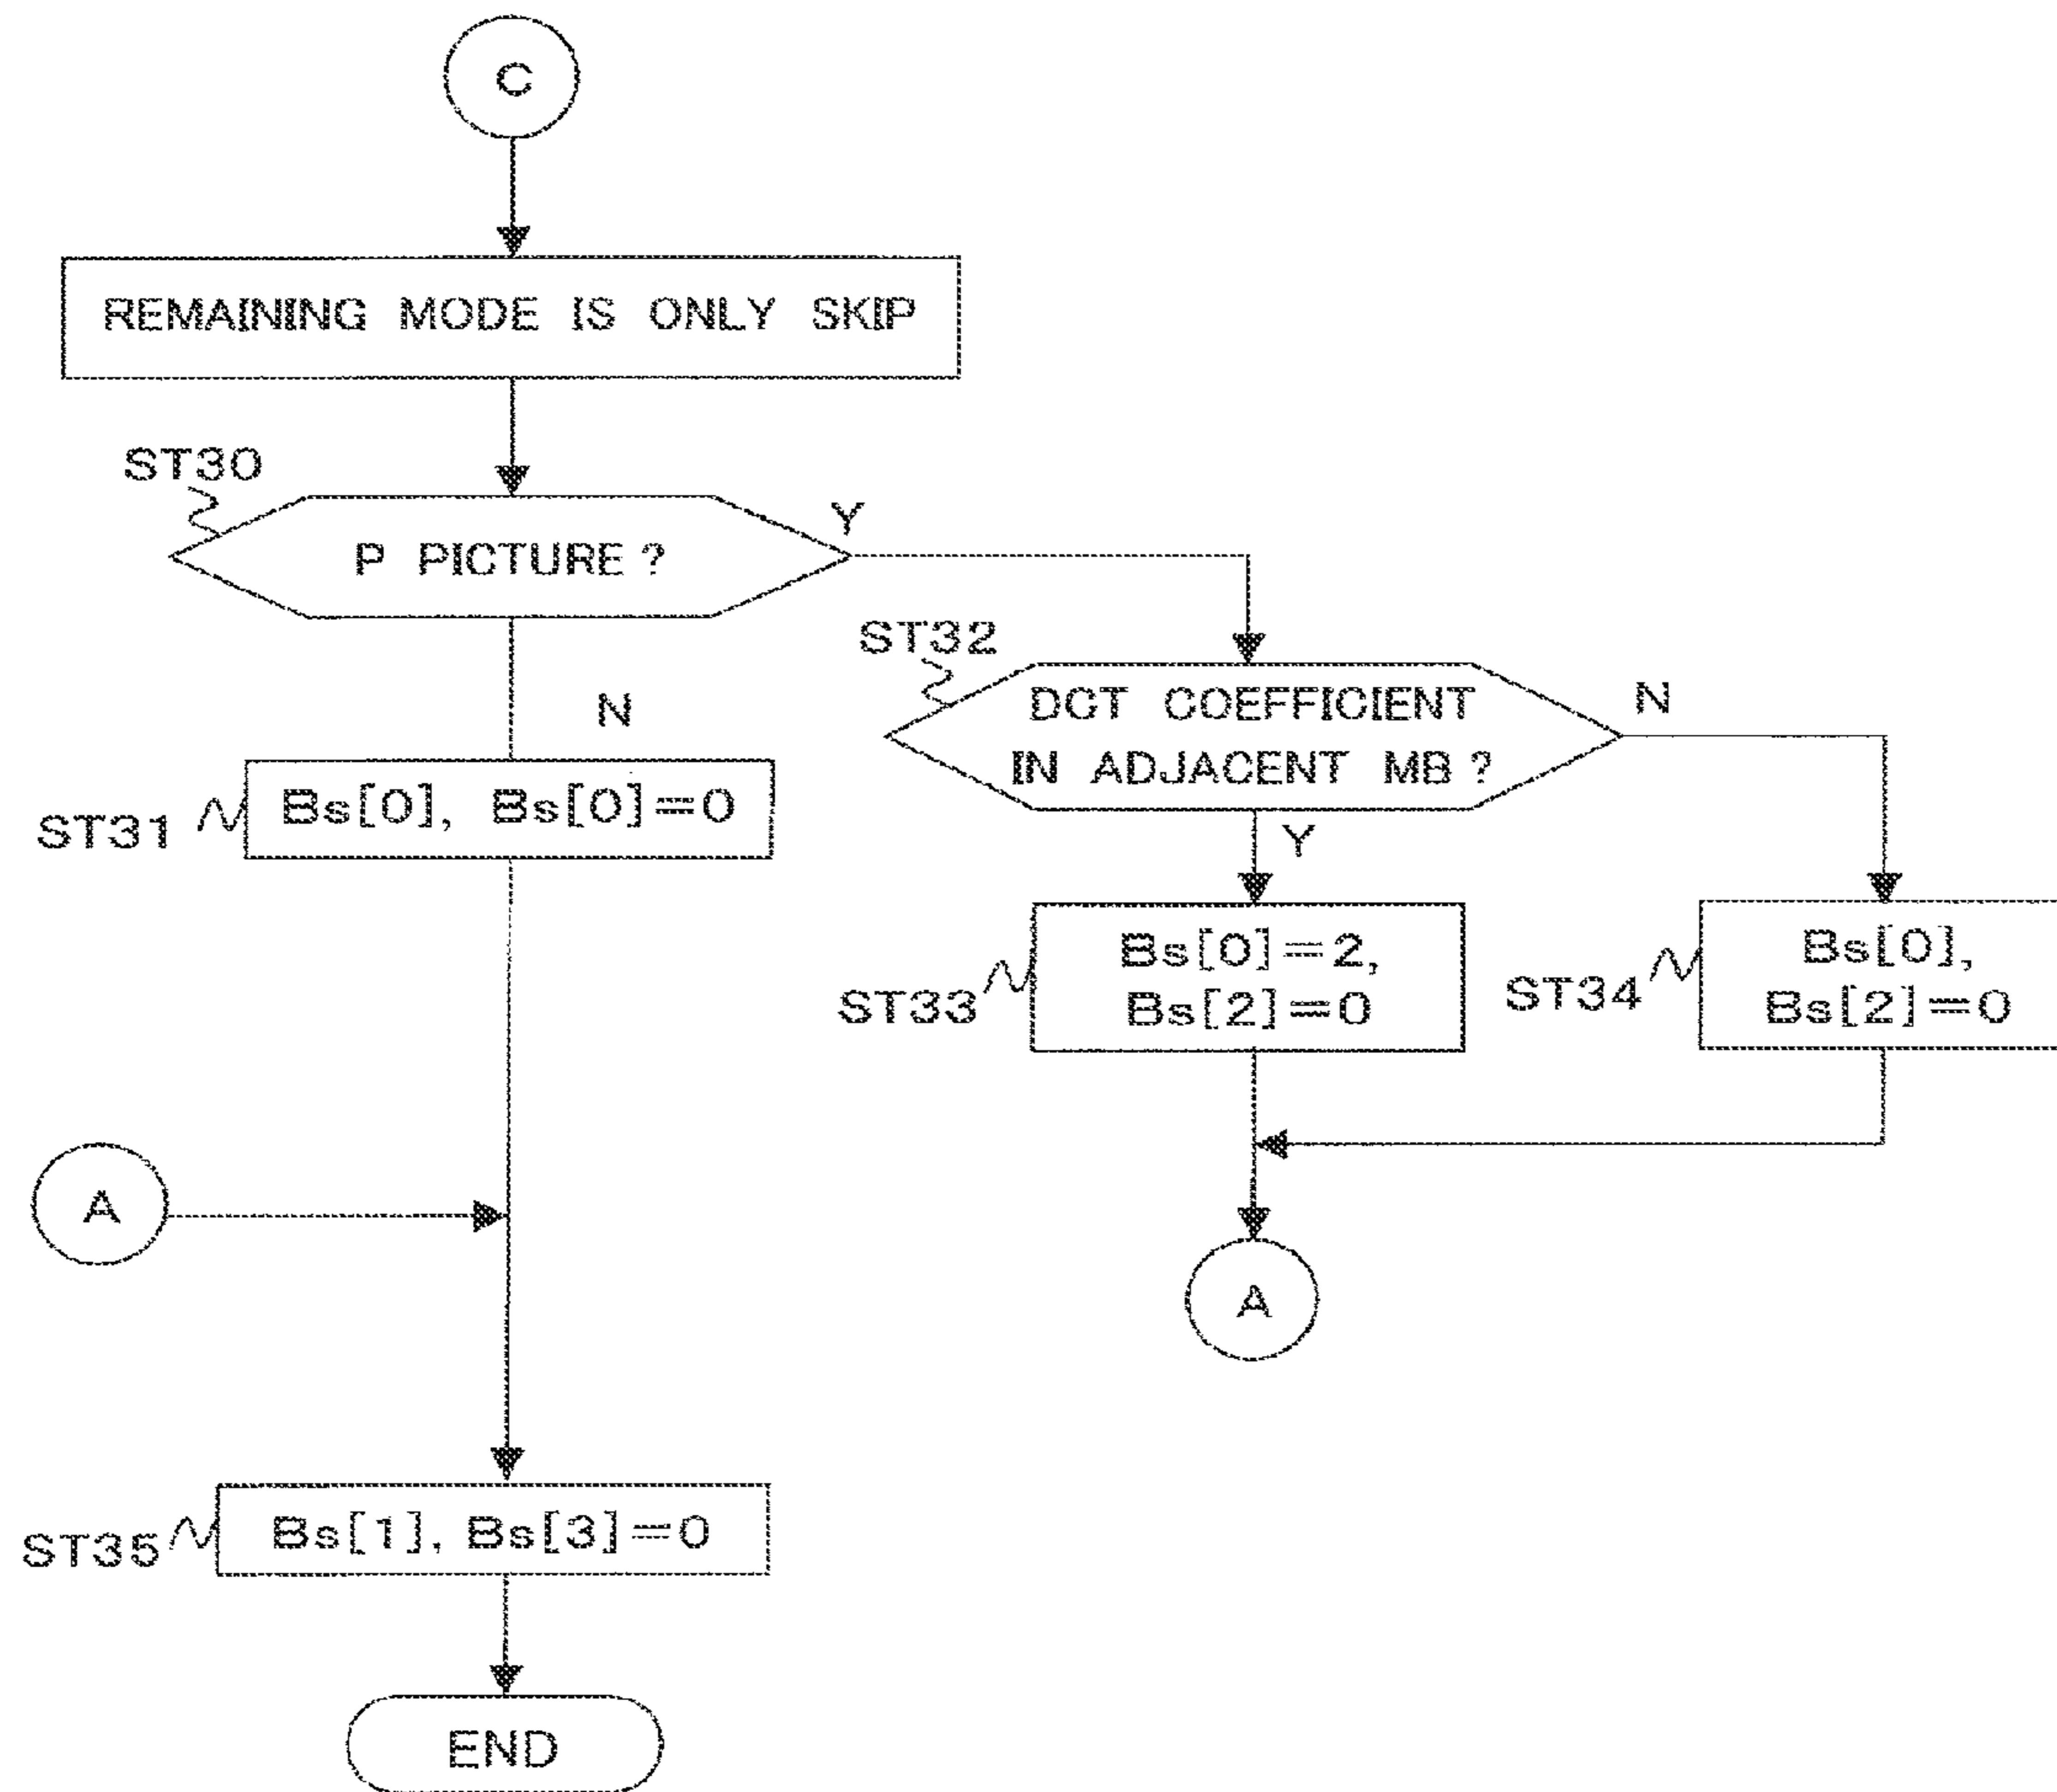 C
REMAINING MODE IS ONLY SKIP
ST30
P PICTURE?
Y
N
ST31
Bs[0], Bs[0]=0
ST32
DCT COEFFICIENT
IN ADJACENT MB?
N
Y
ST33
Bs[0]=2,
Bs[2]=0
ST34
Bs[0],
Bs[2]=0
A
A
ST35
Bs[1], Bs[3]=0
END